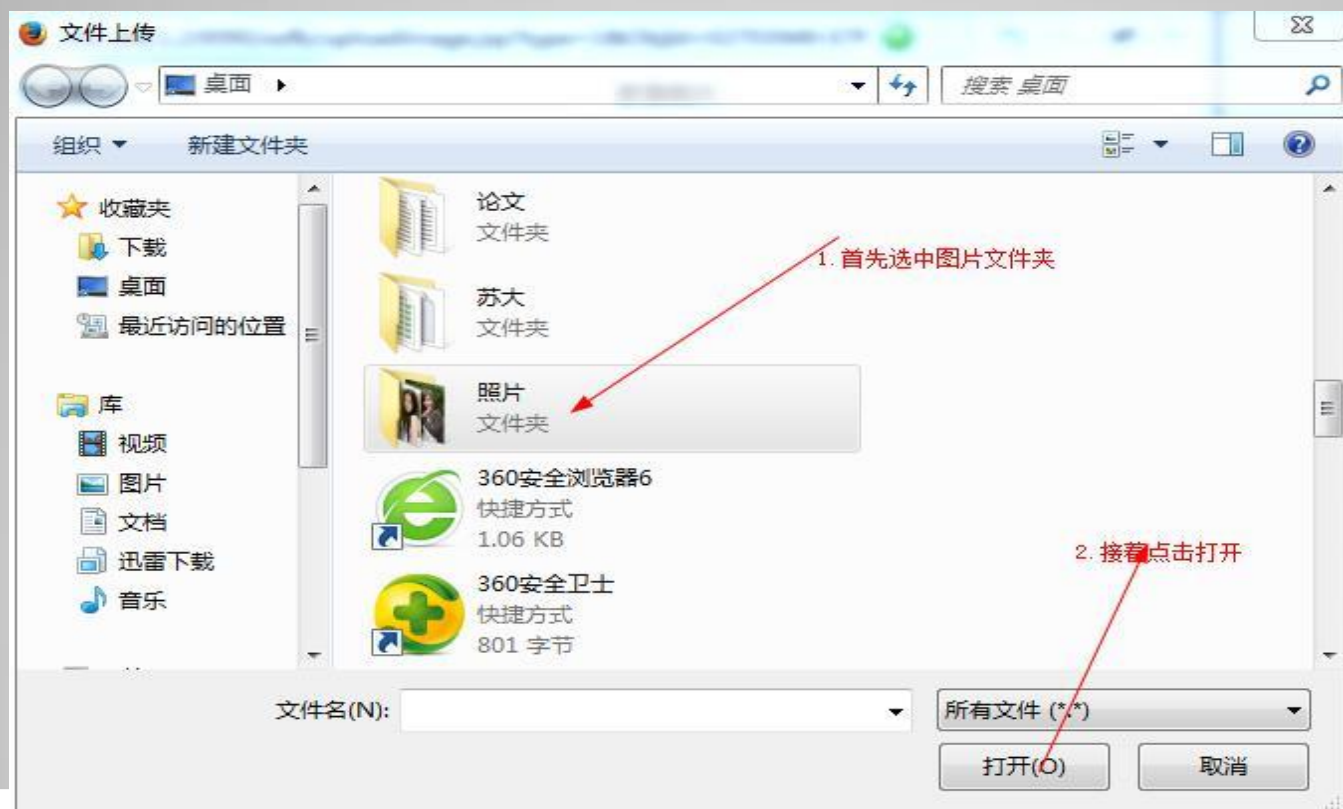 文件上传
桌面
搜索 桌面
组织
新建文件夹
收藏夹
下载
桌面
最近访问的位置
库
视频
图片
文档
迅雷下载
音乐
论文
文件夹
1.首先选中图片文件夹
苏大
文件夹
照片
文件夹
360安全浏览器6
快捷方式
1.06 KB
2.接着点击打开
360安全卫士
快捷方式
801 字节
文件名(N):
所有文件 (*.*)
打开(O)
取消